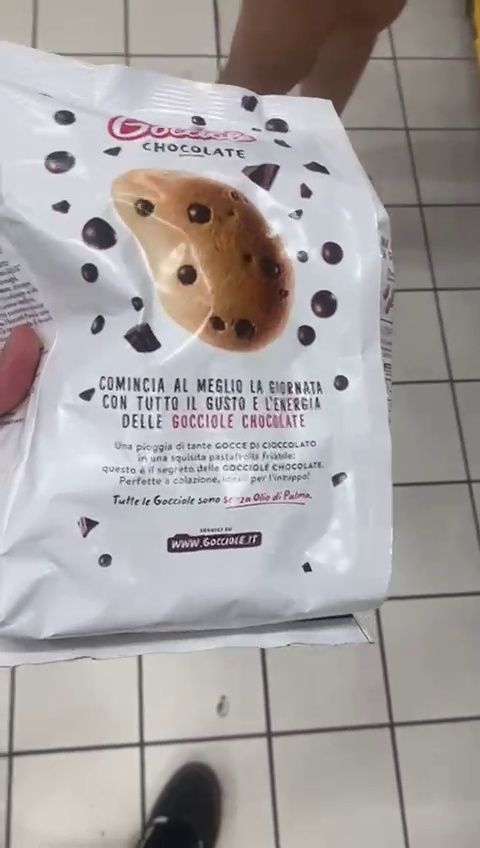 Gocciole
CHOCOLATE
COMINCIA AL MEGLIO LA GIORNATA
CON TUTTO IL GUSTO E L'ENERGIA
DELLE GOCCIOLE CHOCOLATE
Una pioggia di tante GOCCE DI CIOCCOLATO
in una squisita pastafrolla friabile:
questo è il segreto delle GOCCIOLE CHOCOLATE.
Perfette a colazione, per l'inzuppo!
Tutte le Gocciole sono senza Olio di Palma.
WWW.GOCCIOLE.IT